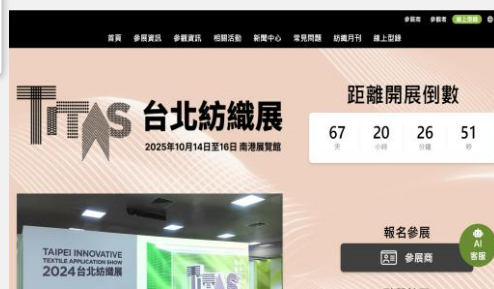 參展商 參觀者 線上型錄
首頁 參展資訊 參觀資訊 相關活動 新聞中心 常見問題 紡織月刊 線上型錄
TITAS 台北紡織展
2025年10月14日至16日 南港展覽館
距離開展倒數
67 20 26 51
天 小時 分鐘 秒
TAIPEI INNOVATIVE
TEXTILE APPLICATION SHOW
2024台北紡織展
TITAS
報名參展
參展商
AI
客服